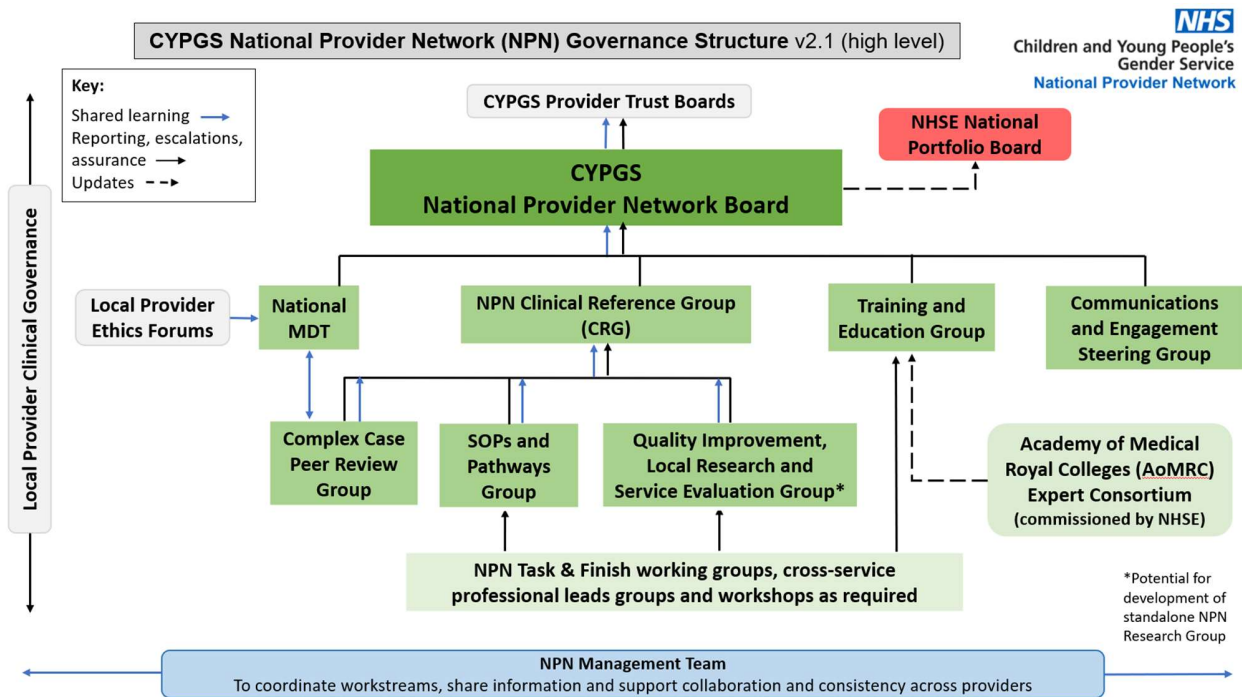 CYPGS National Provider Network (NPN) Governance Structure v2.1 (high level)
NHS
Children and Young People's
Gender Service
National Provider Network
Key:
Shared learning
Reporting, escalations,
assurance
Updates
CYPGS Provider Trust Boards
NHSE National
Portfolio Board
CYPGS
National Provider Network Board
Local Provider Clinical Governance
Local Provider
Ethics Forums
National
MDT
NPN Clinical Reference Group
(CRG)
Training and
Education Group
Communications
and Engagement
Steering Group
Complex Case
Peer Review
Group
SOPs and
Pathways
Group
Quality Improvement,
Local Research and
Service Evaluation Group*
Academy of Medical
Royal Colleges (AoMRC)
Expert Consortium
(commissioned by NHSE)
NPN Task & Finish working groups, cross-service
professional leads groups and workshops as required
*Potential for
development of
standalone NPN
Research Group
NPN Management Team
To coordinate workstreams, share information and support collaboration and consistency across providers